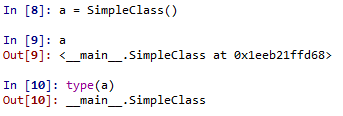 In [8]: a = SimpleClass()
In [9]: a
Out[9]: <__main__.SimpleClass at 0x1eeb21ffd68>
In [10]: type(a)
Out[10]: __main__.SimpleClass